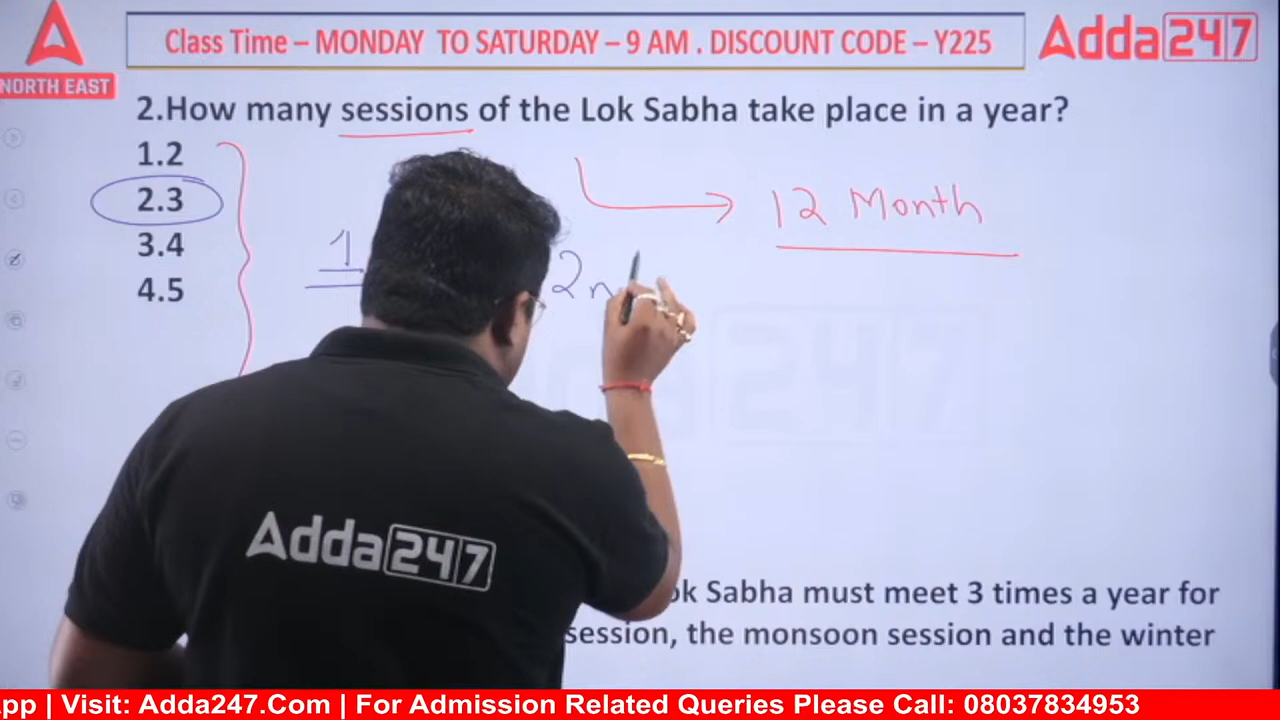 Class Time – MONDAY TO SATURDAY – 9 AM . DISCOUNT CODE – Y225
Adda247
NORTH EAST
2.How many sessions of the Lok Sabha take place in a year?
1.2
2.3
3.4
4.5
12 Month
1
2n
Adda247
Adda247
Sabha must meet 3 times a year for
session, the monsoon session and the winter
| Visit: Adda247.Com | For Admission Related Queries Please Call: 08037834953